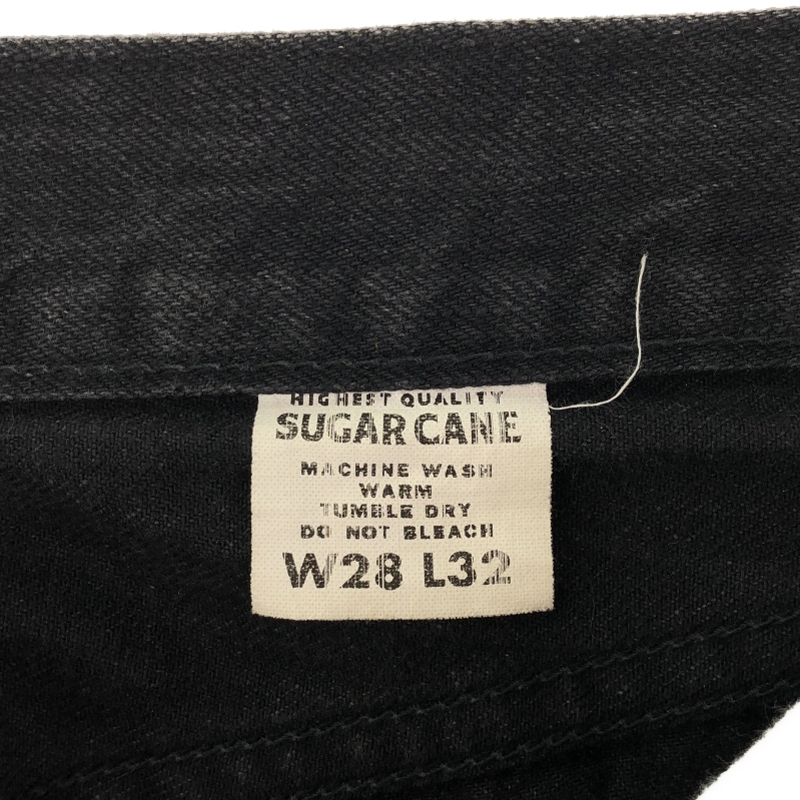 HIGHEST QUALITY
SUGAR CANE
MACHINE WASH
WARM
TUMBLE DRY
DO NOT BLEACH
W28 L32